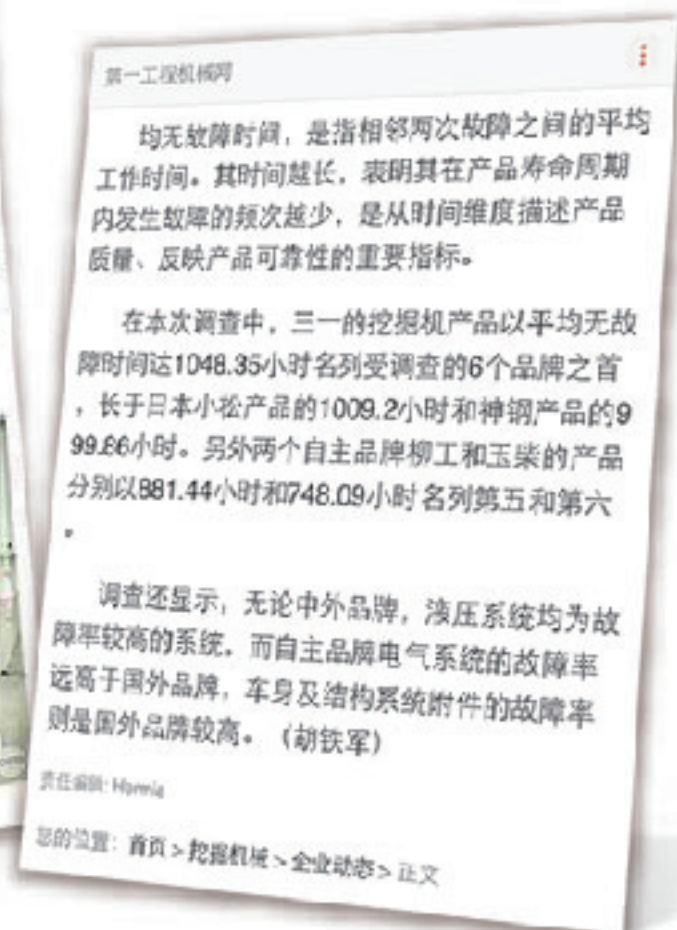 第一工程机械网
均无故障时间，是指相邻两次故障之间的平均
工作时间。其时间越长，表明其在产品寿命周期
内发生故障的频次越少，是从时间维度描述产品
质量、反映产品可靠性的重要指标。
在本次调查中，三一的挖掘机产品以平均无故
障时间达1048.35小时名列受调查的6个品牌之首
，长于日本小松产品的1009.2小时和神钢产品的9
99.86小时。另外两个自主品牌柳工和玉柴的产品
分别以881.44小时和748.09小时名列第五和第六
。
调查还显示，无论中外品牌，液压系统均为故
障率较高的系统。而自主品牌电气系统的故障率
远高于国外品牌，车身及结构系统附件的故障率
则是国外品牌较高。（胡铁军）
责任编辑:
您的位置：首页 > 挖掘机械 > 企业动态 > 正文